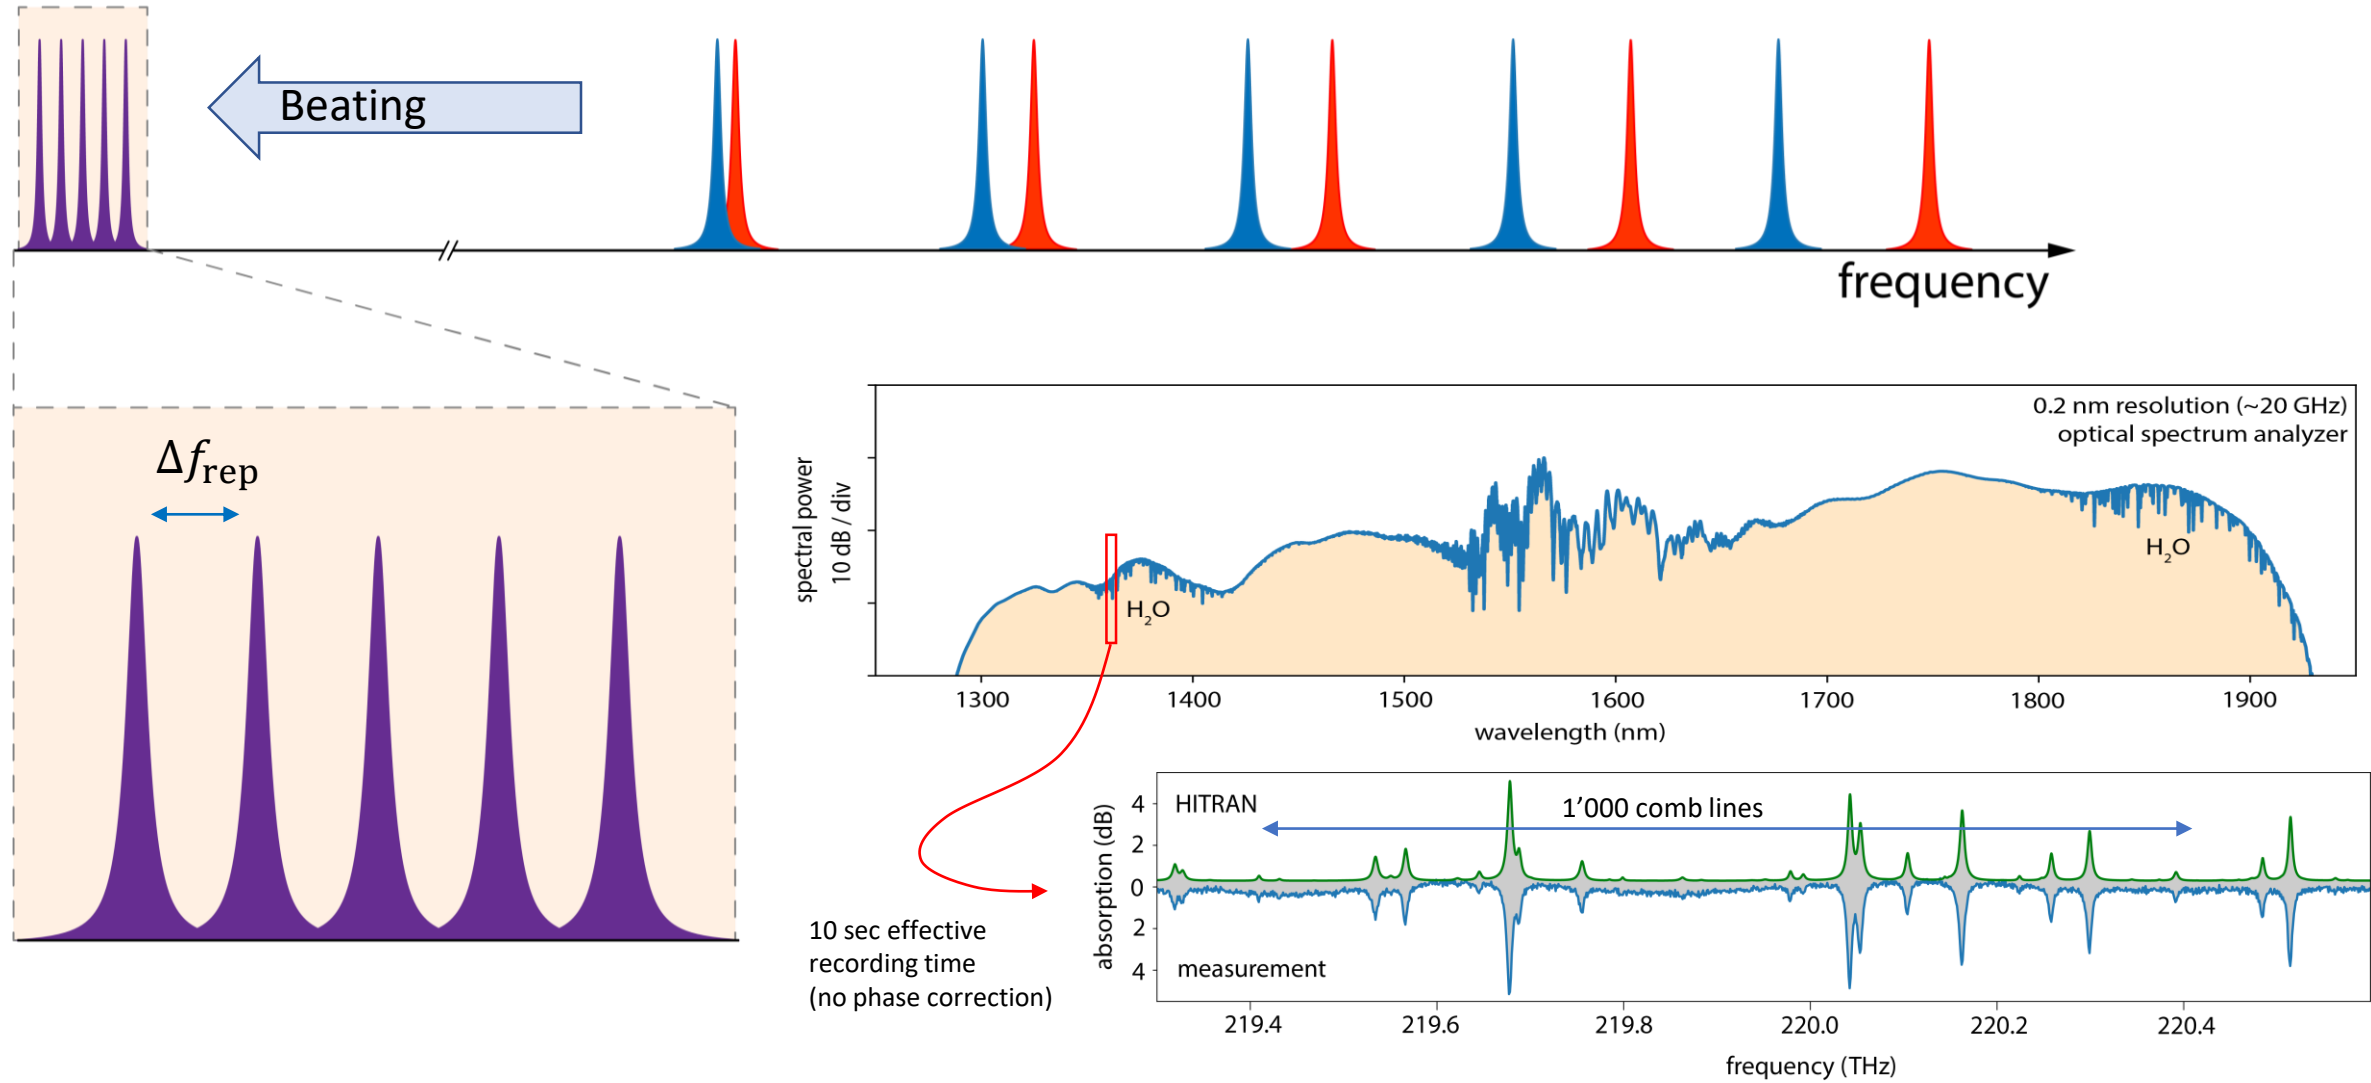 Beating
frequency
Δf_rep
0.2 nm resolution (~20 GHz)
optical spectrum analyzer
spectral power
10 dB / div
H₂O
H₂O
1300 1400 1500 1600 1700 1800 1900
wavelength (nm)
10 sec effective
recording time
(no phase correction)
HITRAN
1’000 comb lines
absorption (dB)
4
2
0
2
4
measurement
219.4 219.6 219.8 220.0 220.2 220.4
frequency (THz)